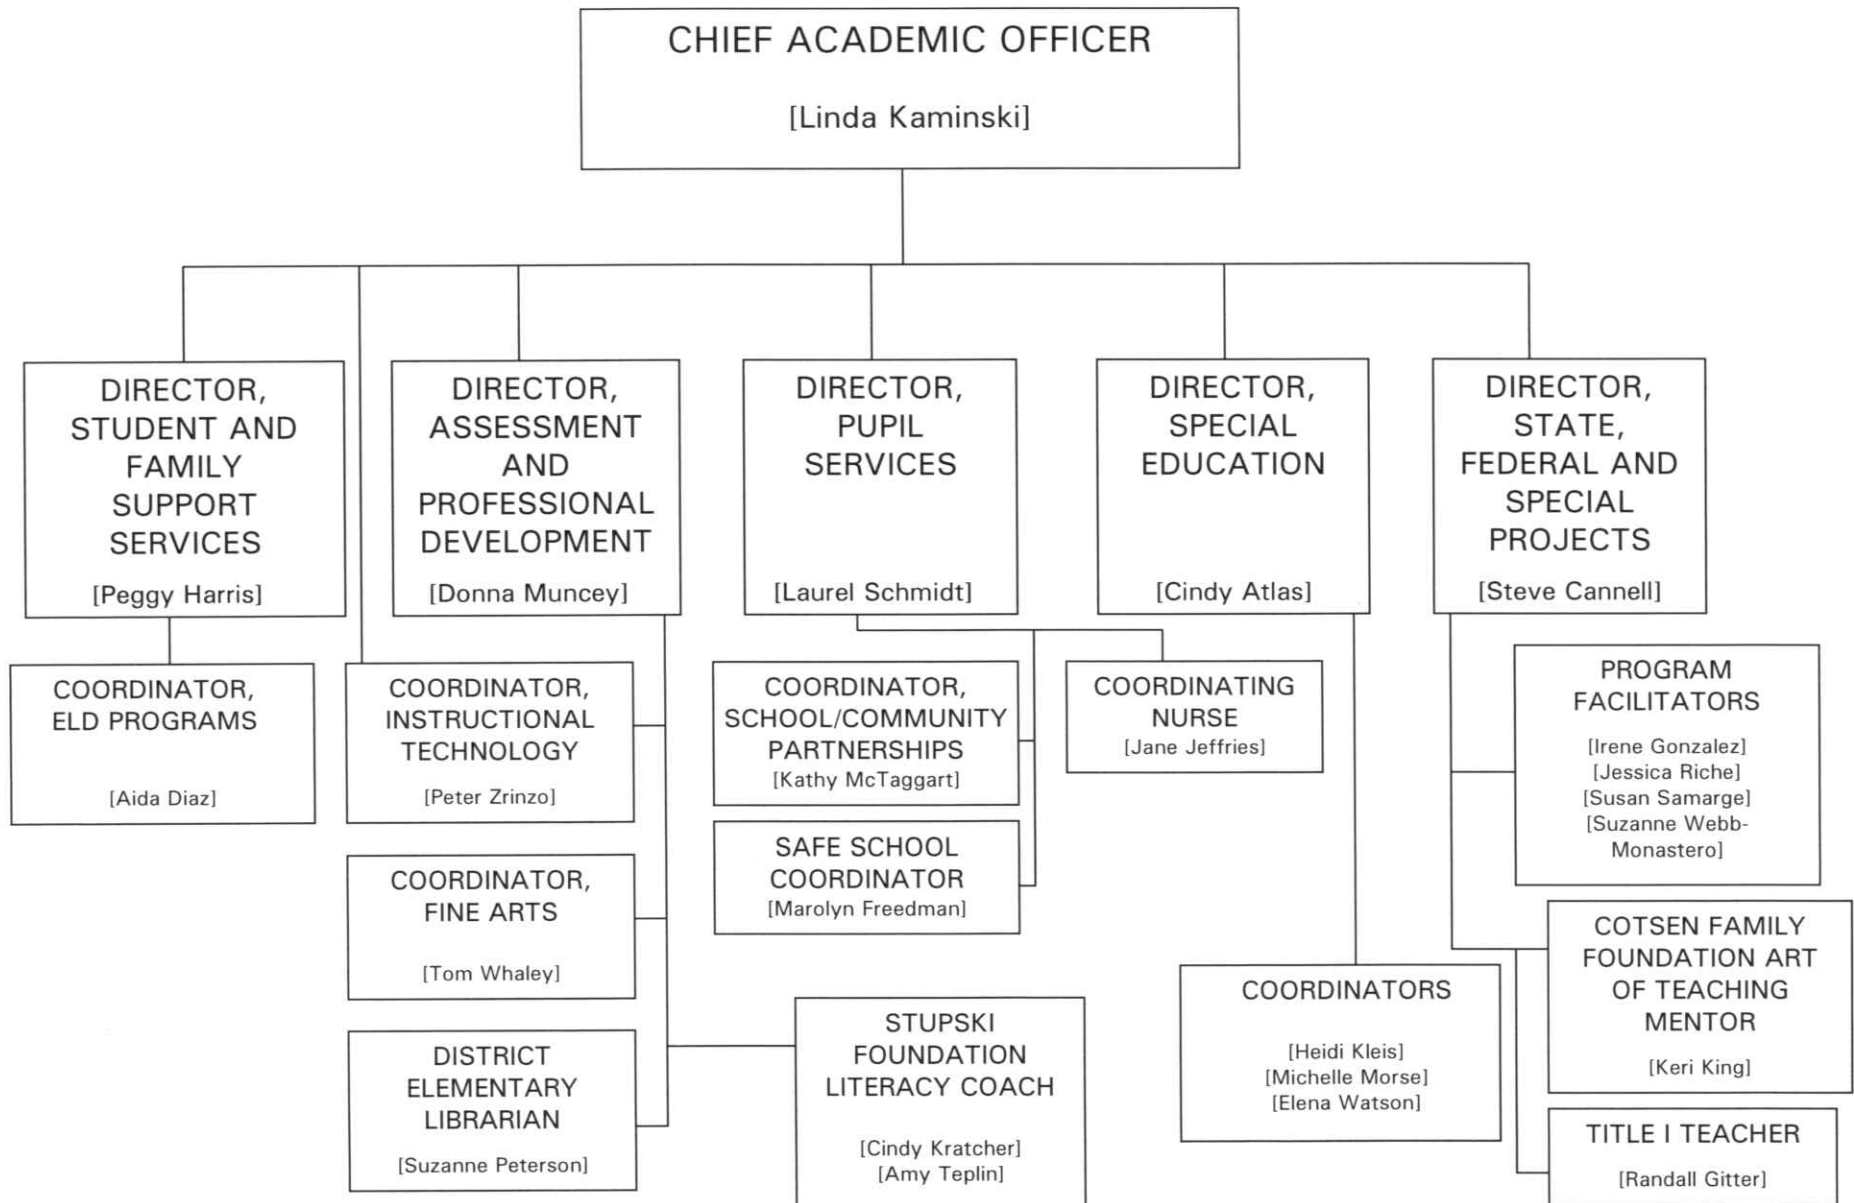 CHIEF ACADEMIC OFFICER
[Linda Kaminski]
DIRECTOR,
STUDENT AND
FAMILY
SUPPORT
SERVICES
[Peggy Harris]
DIRECTOR,
ASSESSMENT
AND
PROFESSIONAL
DEVELOPMENT
[Donna Muncey]
DIRECTOR,
PUPIL
SERVICES
[Laurel Schmidt]
DIRECTOR,
SPECIAL
EDUCATION
[Cindy Atlas]
DIRECTOR,
STATE,
FEDERAL AND
SPECIAL
PROJECTS
[Steve Cannell]
COORDINATOR,
ELD PROGRAMS
[Aida Diaz]
COORDINATOR,
INSTRUCTIONAL
TECHNOLOGY
[Peter Zrinzo]
COORDINATOR,
SCHOOL/COMMUNITY
PARTNERSHIPS
[Kathy McTaggart]
COORDINATING
NURSE
[Jane Jeffries]
PROGRAM
FACILITATORS
[Irene Gonzalez]
[Jessica Riche]
[Susan Samarge]
[Suzanne Webb-
Monastero]
COORDINATOR,
FINE ARTS
[Tom Whaley]
SAFE SCHOOL
COORDINATOR
[Marolyn Freedman]
COTSEN FAMILY
FOUNDATION ART
OF TEACHING
MENTOR
[Keri King]
DISTRICT
ELEMENTARY
LIBRARIAN
[Suzanne Peterson]
STUPSKI
FOUNDATION
LITERACY COACH
[Cindy Kratcher]
[Amy Teplin]
COORDINATORS
[Heidi Kleis]
[Michelle Morse]
[Elena Watson]
TITLE I TEACHER
[Randall Gitter]